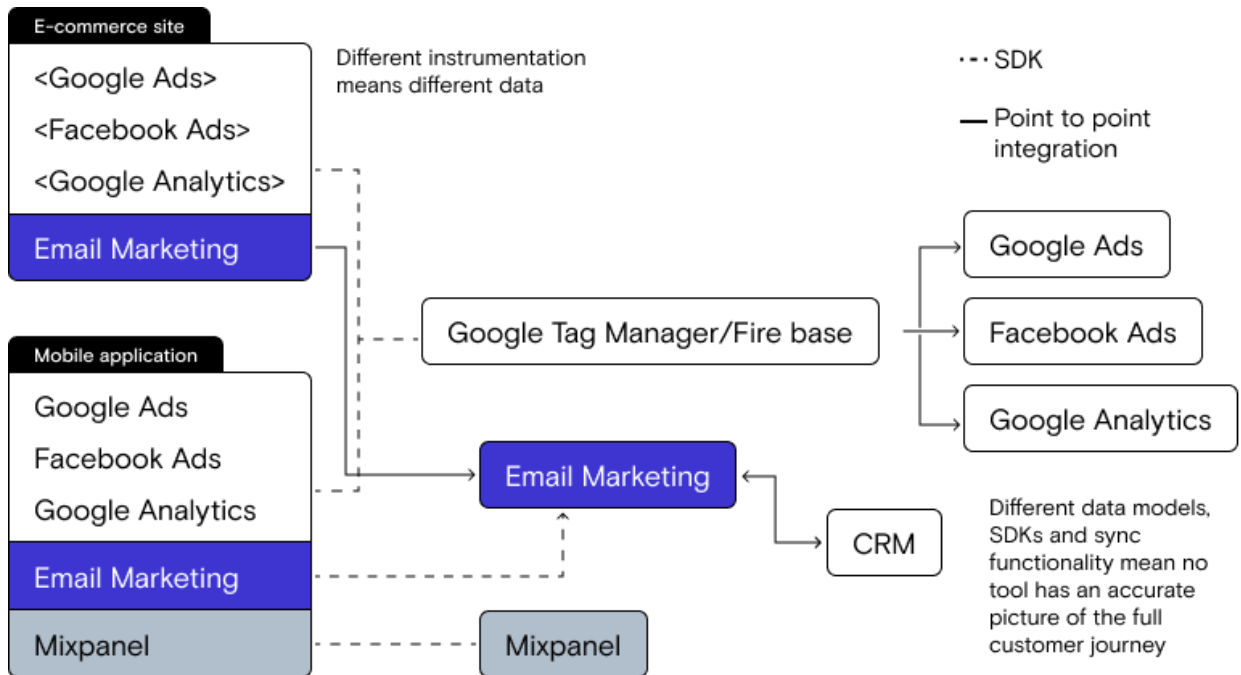 E-commerce site
<Google Ads>
<Facebook Ads>
<Google Analytics>
Email Marketing
Different instrumentation
means different data
SDK
Point to point
integration
Google Tag Manager/Fire base
Google Ads
Facebook Ads
Google Analytics
Mobile application
Google Ads
Facebook Ads
Google Analytics
Email Marketing
Mixpanel
Email Marketing
CRM
Mixpanel
Different data models,
SDKs and sync
functionality mean no
tool has an accurate
picture of the full
customer journey